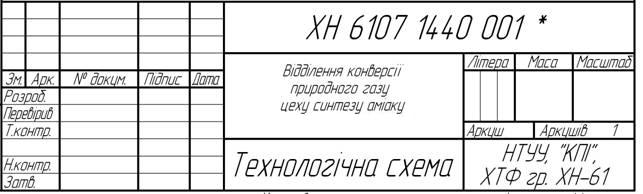 ХН 6107 1440 001 *
Зм. Арк. № докум. Підпис Дата
Розроб.
Перевірив
Т.контр.
Н.контр.
Затв.
Відділення конверсії
природного газу
цеху синтезу аміаку
Технологічна схема
Літера Маса Масштаб
Аркуш Аркушів 1
НТУУ, "КПІ",
ХТФ гр. ХН-61